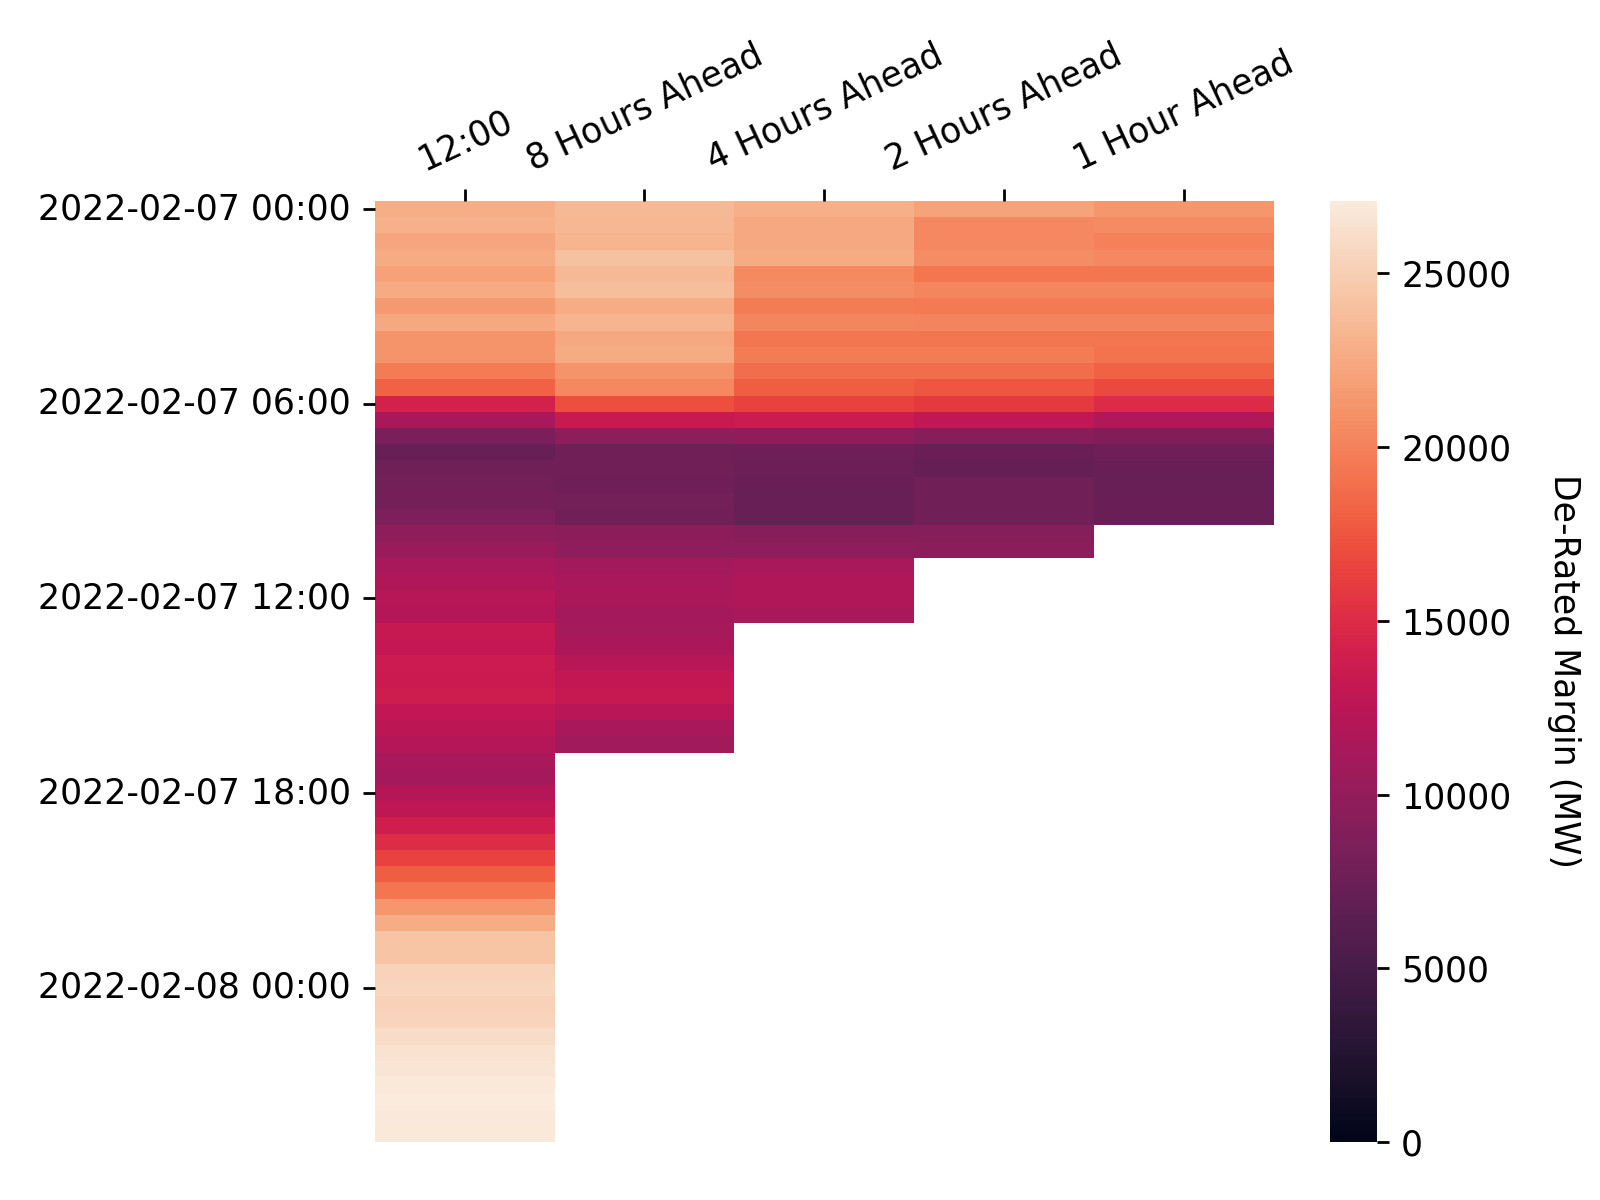 12:00
8 Hours Ahead
4 Hours Ahead
2 Hours Ahead
1 Hour Ahead
2022-02-07 00:00
2022-02-07 06:00
2022-02-07 12:00
2022-02-07 18:00
2022-02-08 00:00
25000
20000
15000
10000
5000
0
De-Rated Margin (MW)